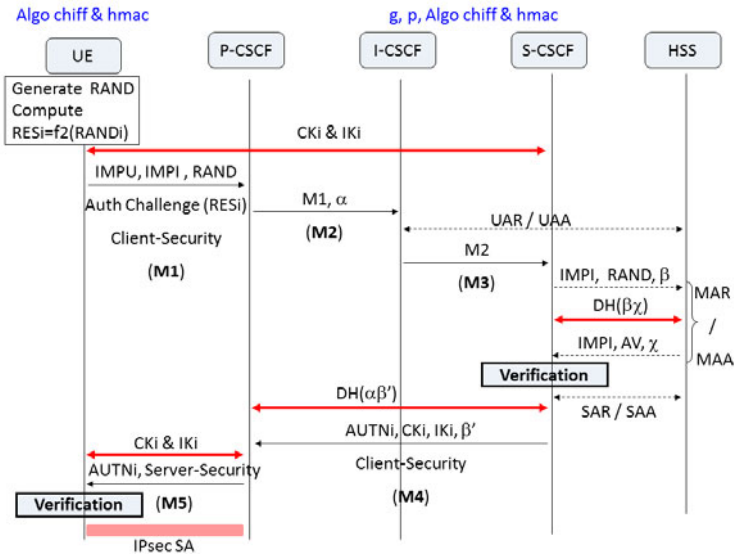 Algo chiff & hmac
g, p, Algo chiff & hmac
UE
P-CSCF
I-CSCF
S-CSCF
HSS
Generate RAND
Compute
RESi=f2(RANDi)
CKi & IKi
IMPU, IMPI , RAND
Auth Challenge (RESi)
Client-Security
(M1)
M1, α
(M2)
UAR / UAA
M2
(M3)
IMPI, RAND, β
MAR
DH(βχ)
/
IMPI, AV, χ
MAA
Verification
DH(αβ’)
SAR / SAA
AUTNi, CKi, IKi, β’
CKi & IKi
Client-Security
AUTNi, Server-Security
(M4)
Verification
(M5)
IPsec SA